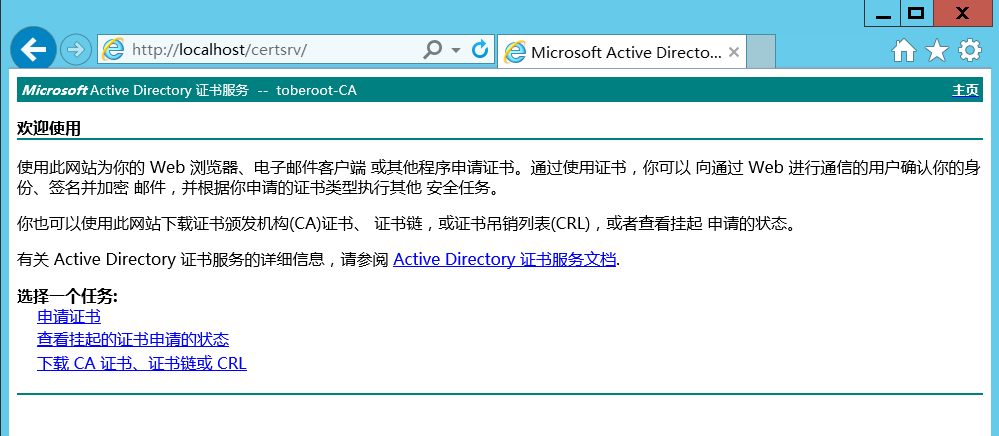 http://localhost/certsrv/
Microsoft Active Directo...
Microsoft Active Directory 证书服务 -- toberoot-CA 主页
欢迎使用
使用此网站为你的 Web 浏览器、电子邮件客户端 或其他程序申请证书。通过使用证书，你可以 向通过 Web 进行通信的用户确认你的身
份、签名并加密 邮件，并根据你申请的证书类型执行其他 安全任务。
你也可以使用此网站下载证书颁发机构(CA)证书、 证书链，或证书吊销列表(CRL)，或者查看挂起 申请的状态。
有关 Active Directory 证书服务的详细信息，请参阅 Active Directory 证书服务文档.
选择一个任务:
申请证书
查看挂起的证书申请的状态
下载 CA 证书、证书链或 CRL